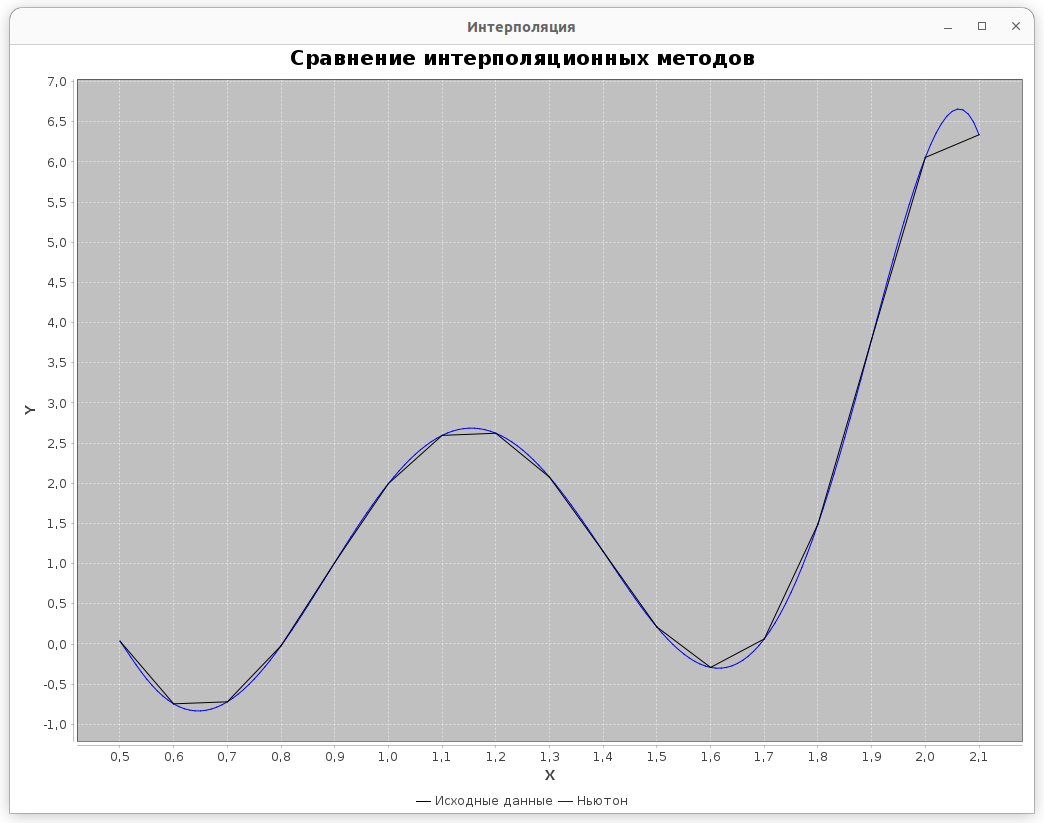 Интерполяция
Сравнение интерполяционных методов
7,0
6,5
6,0
5,5
5,0
4,5
4,0
3,5
3,0
2,5
2,0
1,5
1,0
0,5
0,0
-0,5
-1,0
Y
0,5 0,6 0,7 0,8 0,9 1,0 1,1 1,2 1,3 1,4 1,5 1,6 1,7 1,8 1,9 2,0 2,1
X
Исходные данные Ньютон